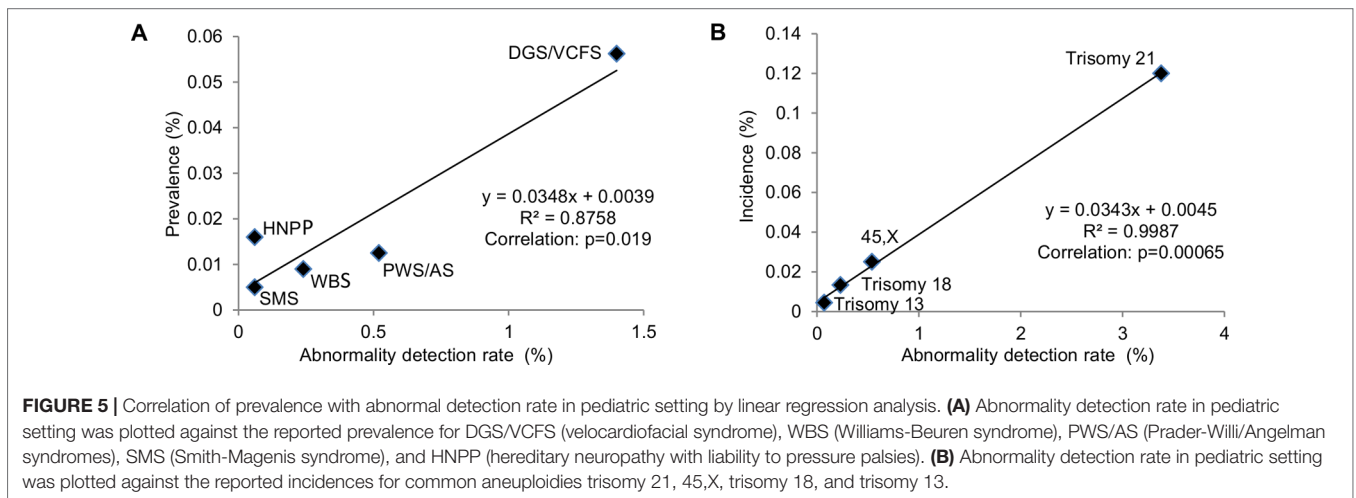 A
0.06
0.05
0.04
0.03
0.02
0.01
0
Prevalence (%)
DGS/VCFS
y = 0.0348x + 0.0039
R² = 0.8758
Correlation: p=0.019
HNPP
WBS
PWS/AS
SMS
0 0.5 1 1.5
Abnormality detection rate (%)
B
0.14
0.12
0.1
0.08
0.06
0.04
0.02
0
Incidence (%)
Trisomy 21
y = 0.0343x + 0.0045
R² = 0.9987
Correlation: p=0.00065
45,X
Trisomy 18
Trisomy 13
0 1 2 3 4
Abnormality detection rate (%)
FIGURE 5 | Correlation of prevalence with abnormal detection rate in pediatric setting by linear regression analysis. (A) Abnormality detection rate in pediatric
setting was plotted against the reported prevalence for DGS/VCFS (velocardiofacial syndrome), WBS (Williams-Beuren syndrome), PWS/AS (Prader-Willi/Angelman
syndromes), SMS (Smith-Magenis syndrome), and HNPP (hereditary neuropathy with liability to pressure palsies). (B) Abnormality detection rate in pediatric setting
was plotted against the reported incidences for common aneuploidies trisomy 21, 45,X, trisomy 18, and trisomy 13.